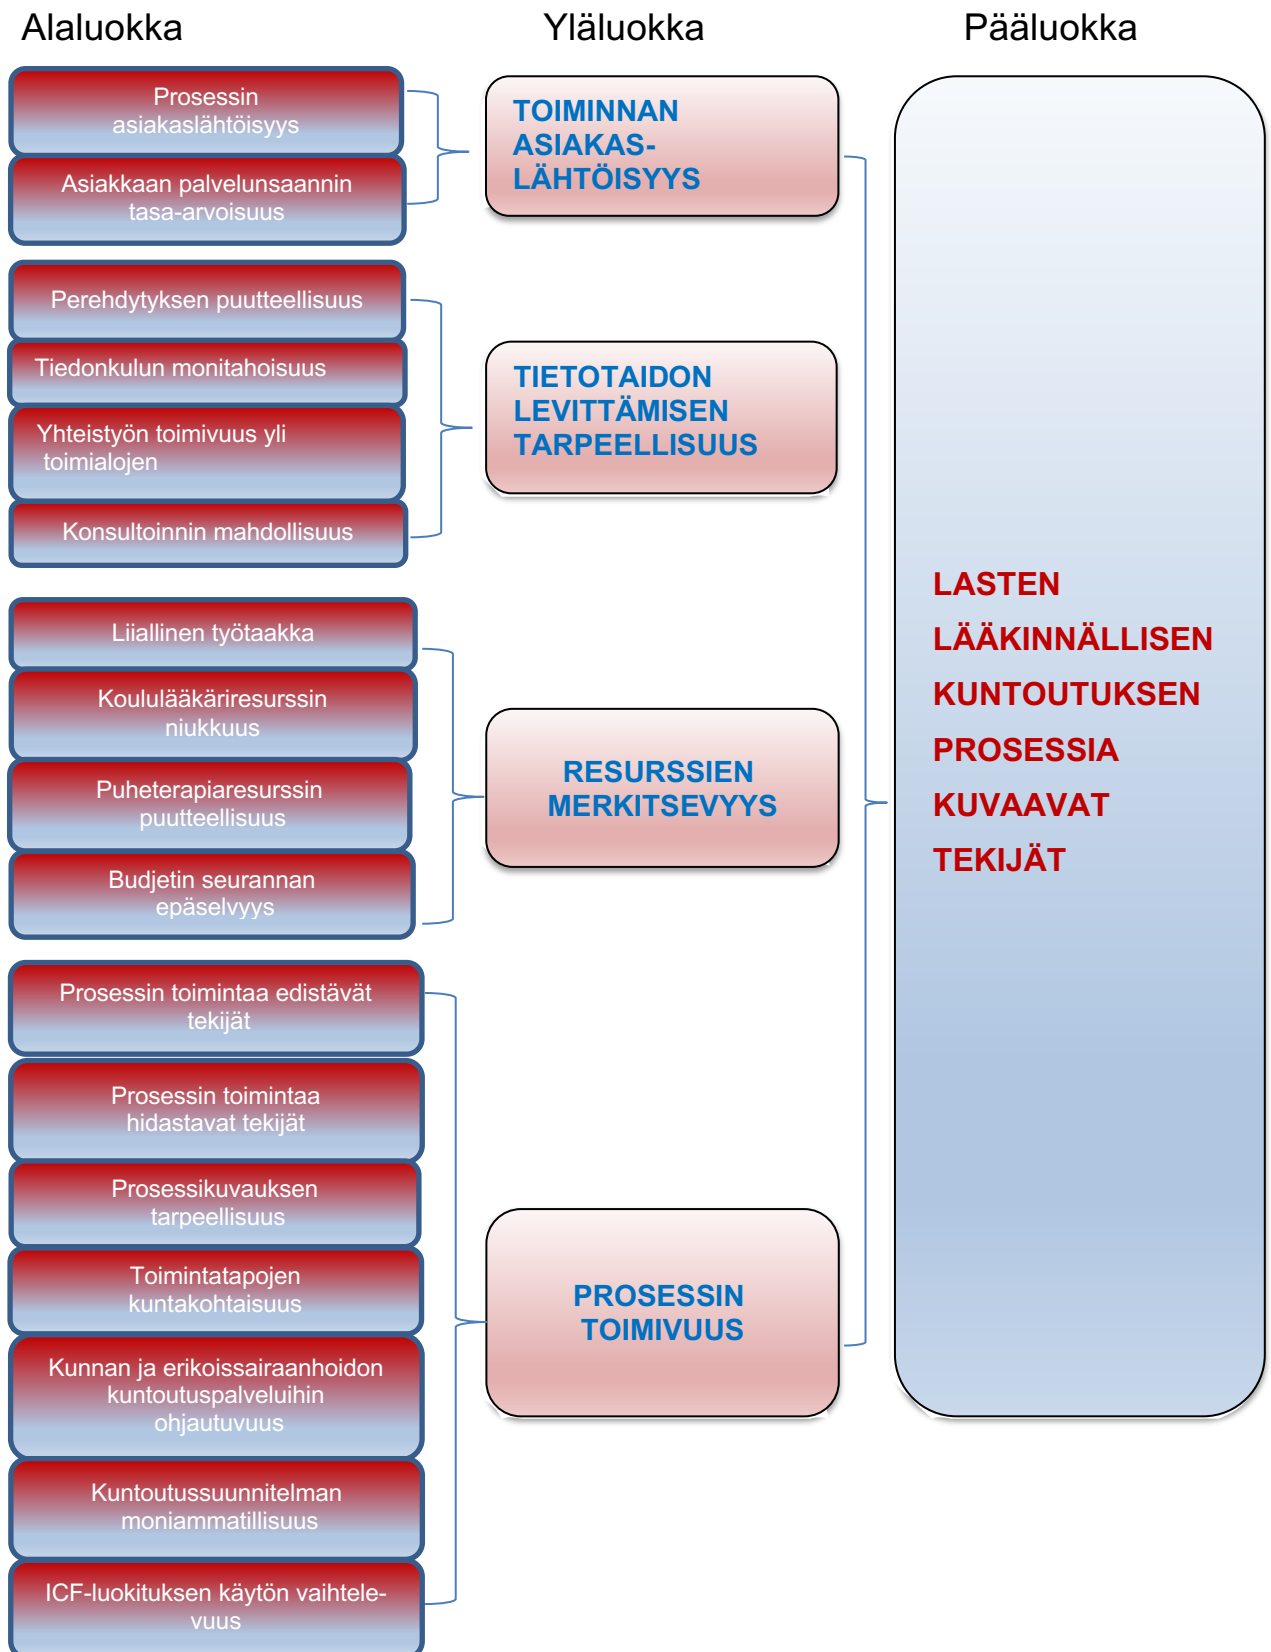 Alaluokka
Yläluokka
Pääluokka
Prosessin
asiakaslähtöisyys
Asiakkaan palvelunsaannin
tasa-arvoisuus
TOIMINNAN
ASIAKAS-
LÄHTÖISYYS
Perehdytyksen puutteellisuus
Tiedonkulun monitahoisuus
Yhteistyön toimivuus yli
toimialojen
Konsultoinnin mahdollisuus
TIETOTAIDON
LEVITTÄMISEN
TARPEELLISUUS
Liiallinen työtaakka
Koululääkäriresurssin
niukkuus
Puheterapiaresurssin
puutteellisuus
Budjetin seurannan
epäselvyys
RESURSSIEN
MERKITSEVYYS
Prosessin toimintaa edistävät
tekijät
Prosessin toimintaa
hidastavat tekijät
Prosessikuvauksen
tarpeellisuus
Toimintatapojen
kuntakohtaisuus
Kunnan ja erikoissairaanhoidon
kuntoutuspalveluihin
ohjautuvuus
Kuntoutussuunnitelman
moniammatillisuus
ICF-luokituksen käytön vaihtele-
vuus
PROSESSIN
TOIMIVUUS
LASTEN
LÄÄKINNÄLLISEN
KUNTOUTUKSEN
PROSESSIA
KUVAAVAT
TEKIJÄT